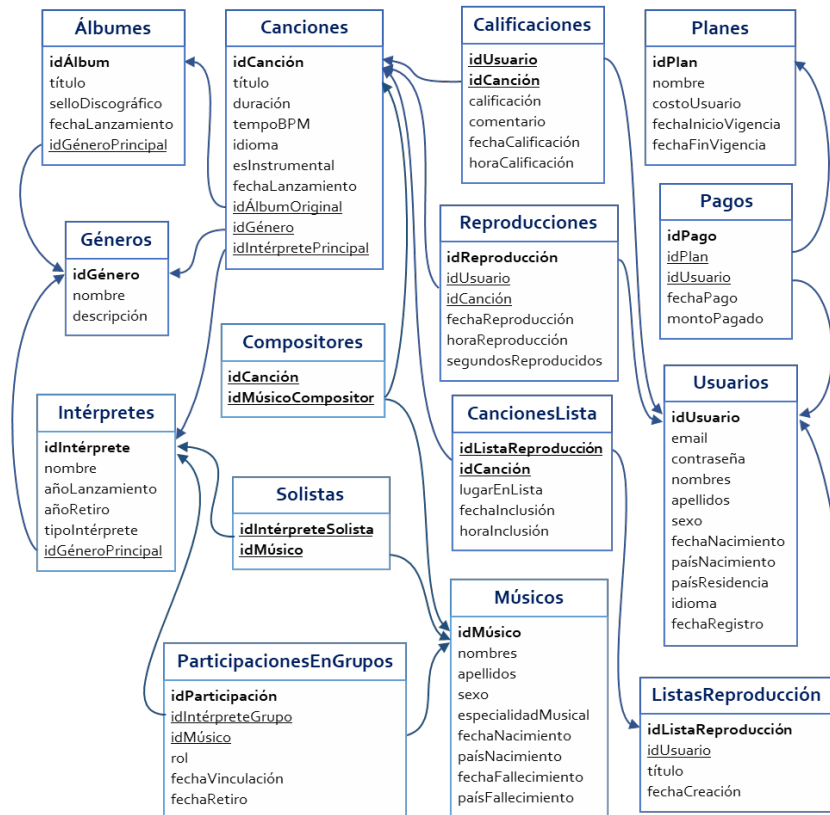 Álbumes
idÁlbum
título
selloDiscográfico
fechaLanzamiento
idGéneroPrincipal
Canciones
idCanción
título
duración
tempoBPM
idioma
esInstrumental
fechaLanzamiento
idÁlbumOriginal
idGénero
idIntérpretePrincipal
Calificaciones
idUsuario
idCanción
calificación
comentario
fechaCalificación
horaCalificación
Planes
idPlan
nombre
costoUsuario
fechaInicioVigencia
fechaFinVigencia
Géneros
idGénero
nombre
descripción
Reproducciones
idReproducción
idUsuario
idCanción
fechaReproducción
horaReproducción
segundosReproducidos
Pagos
idPago
idPlan
idUsuario
fechaPago
montoPagado
Compositores
idCanción
idMúsicoCompositor
Intérpretes
idIntérprete
nombre
añoLanzamiento
añoRetiro
tipoIntérprete
idGéneroPrincipal
CancionesLista
idListaReproducción
idCanción
lugarEnLista
fechaInclusión
horaInclusión
Usuarios
idUsuario
email
contraseña
nombres
apellidos
sexo
fechaNacimiento
paísNacimiento
paísResidencia
idioma
fechaRegistro
Solistas
idIntérpreteSolista
idMúsico
Músicos
idMúsico
nombres
apellidos
sexo
especialidadMusical
fechaNacimiento
paísNacimiento
fechaFallecimiento
paísFallecimiento
ParticipacionesEnGrupos
idParticipación
idIntérpreteGrupo
idMúsico
rol
fechaVinculación
fechaRetiro
ListasReproducción
idListaReproducción
idUsuario
título
fechaCreación